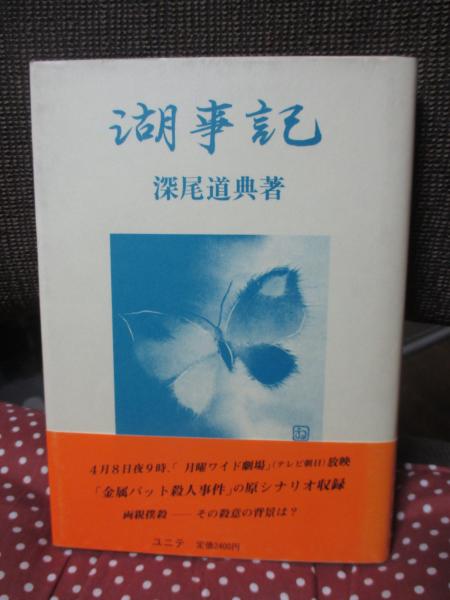 湖事記
深尾道典著
4月8日夜9時、「月曜ワイド劇場」(テレビ朝日)放映
「金属バット殺人事件」の原シナリオ収録
両親撲殺——その殺意の背景は？
ユニテ 定価2400円